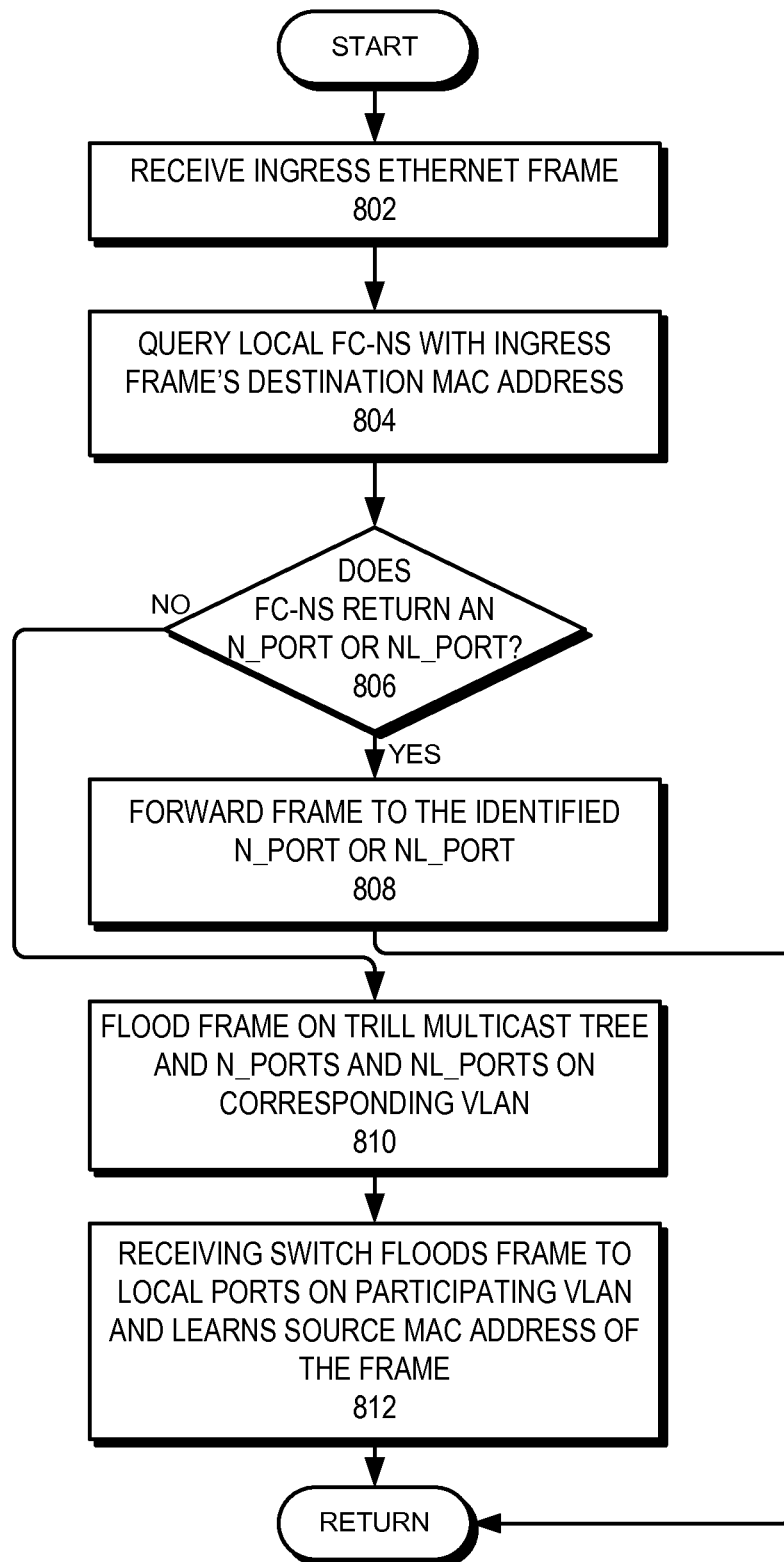 START
RECEIVE INGRESS ETHERNET FRAME
802
QUERY LOCAL FC-NS WITH INGRESS
FRAME'S DESTINATION MAC ADDRESS
804
DOES
FC-NS RETURN AN
N_PORT OR NL_PORT?
806
NO
YES
FORWARD FRAME TO THE IDENTIFIED
N_PORT OR NL_PORT
808
FLOOD FRAME ON TRILL MULTICAST TREE
AND N_PORTS AND NL_PORTS ON
CORRESPONDING VLAN
810
RECEIVING SWITCH FLOODS FRAME TO
LOCAL PORTS ON PARTICIPATING VLAN
AND LEARNS SOURCE MAC ADDRESS OF
THE FRAME
812
RETURN